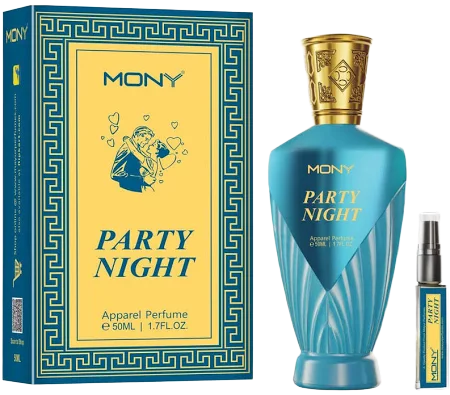 MONY
PARTY
NIGHT
Apparel Perfume
℮ 50ML | 1.7FL.OZ.
50ML
MONY
PARTY
NIGHT
Apparel Perfume
℮ 50ML | 1.7FL.OZ.
PARTY
NIGHT
MONY